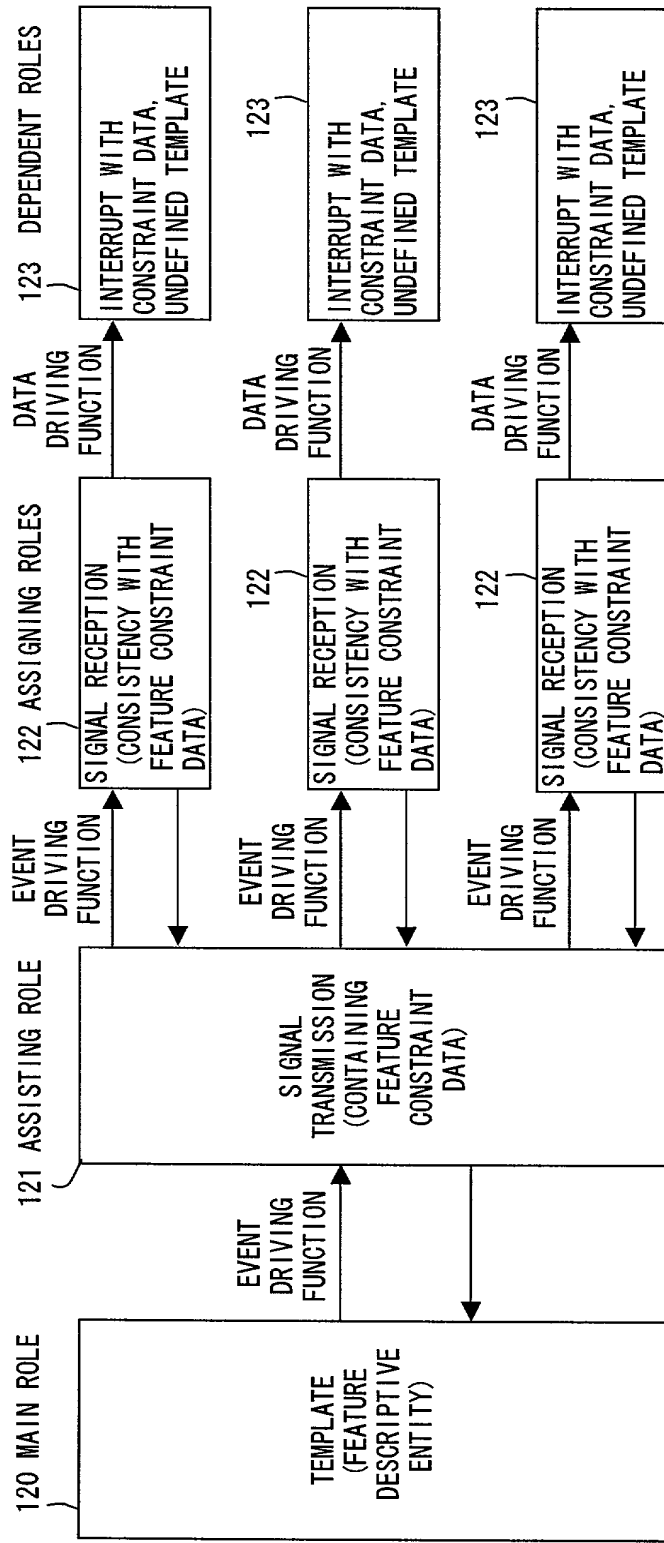 120 MAIN ROLE
TEMPLATE
(FEATURE
DESCRIPTIVE
ENTITY)
EVENT
DRIVING
FUNCTION
121 ASSISTING ROLE
SIGNAL
TRANSMISSION
(CONTAINING
FEATURE
CONSTRAINT
DATA)
EVENT
DRIVING
FUNCTION
122 ASSIGNING ROLES
SIGNAL RECEPTION
(CONSISTENCY WITH
FEATURE CONSTRAINT
DATA)
DATA
DRIVING
FUNCTION
123 DEPENDENT ROLES
INTERRUPT WITH
CONSTRAINT DATA,
UNDEFINED TEMPLATE
EVENT
DRIVING
FUNCTION
122
SIGNAL RECEPTION
(CONSISTENCY WITH
FEATURE CONSTRAINT
DATA)
DATA
DRIVING
FUNCTION
123
INTERRUPT WITH
CONSTRAINT DATA,
UNDEFINED TEMPLATE
EVENT
DRIVING
FUNCTION
122
SIGNAL RECEPTION
(CONSISTENCY WITH
FEATURE CONSTRAINT
DATA)
DATA
DRIVING
FUNCTION
123
INTERRUPT WITH
CONSTRAINT DATA,
UNDEFINED TEMPLATE